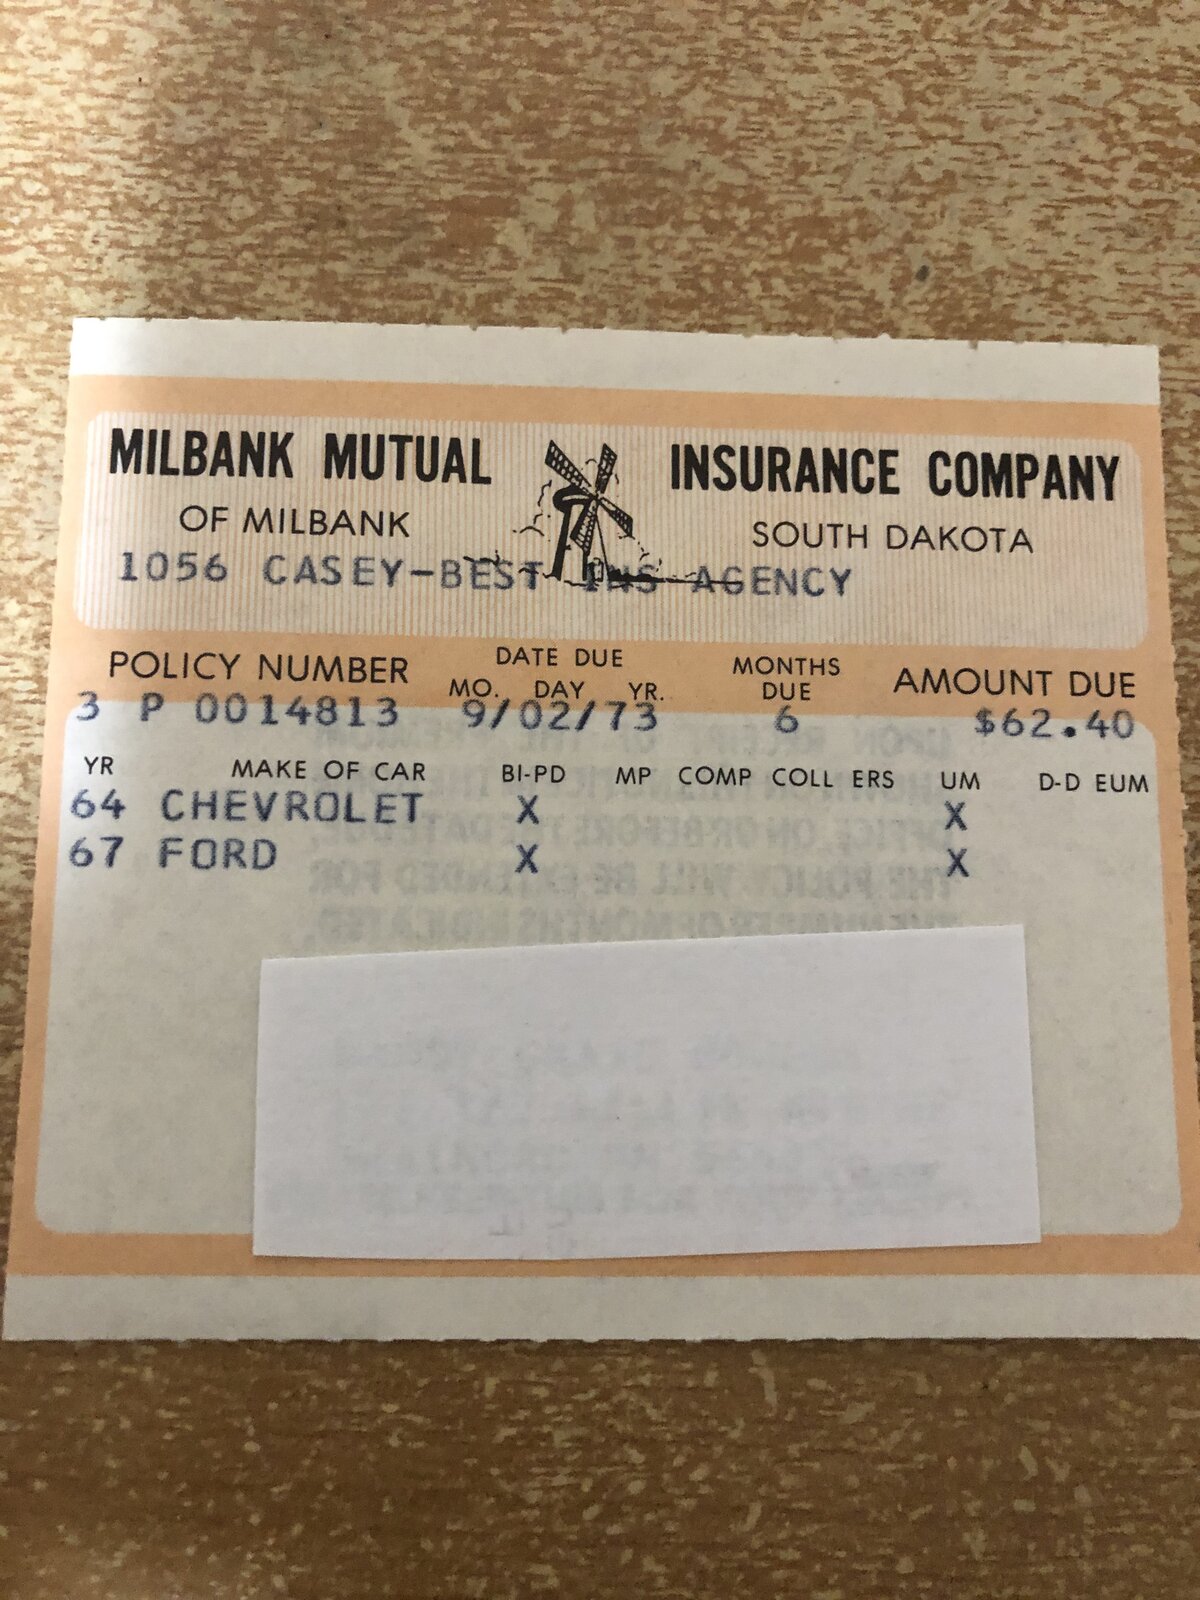 MILBANK MUTUAL INSURANCE COMPANY
OF MILBANK SOUTH DAKOTA
1056 CASEY-BEST INS AGENCY
POLICY NUMBER DATE DUE MONTHS DUE AMOUNT DUE
MO. DAY YR.
3 P 0014813 9/02/73 6 $62.40
YR MAKE OF CAR BI-PD MP COMP COLL ERS UM D-D EUM
64 CHEVROLET X X
67 FORD X X